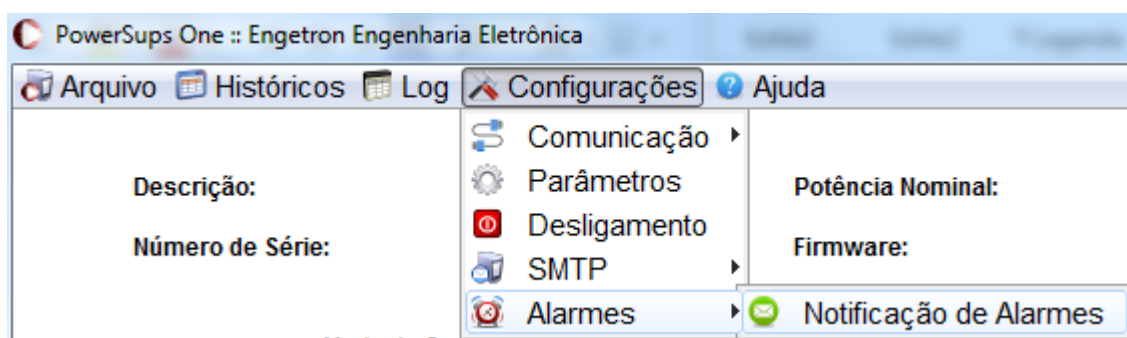 PowerSups One :: Engetron Engenharia Eletrônica
Arquivo Históricos Log Configurações Ajuda
Comunicação
Descrição: Parâmetros Potência Nominal:
Desligamento
Número de Série: Firmware:
SMTP
Alarmes Notificação de Alarmes